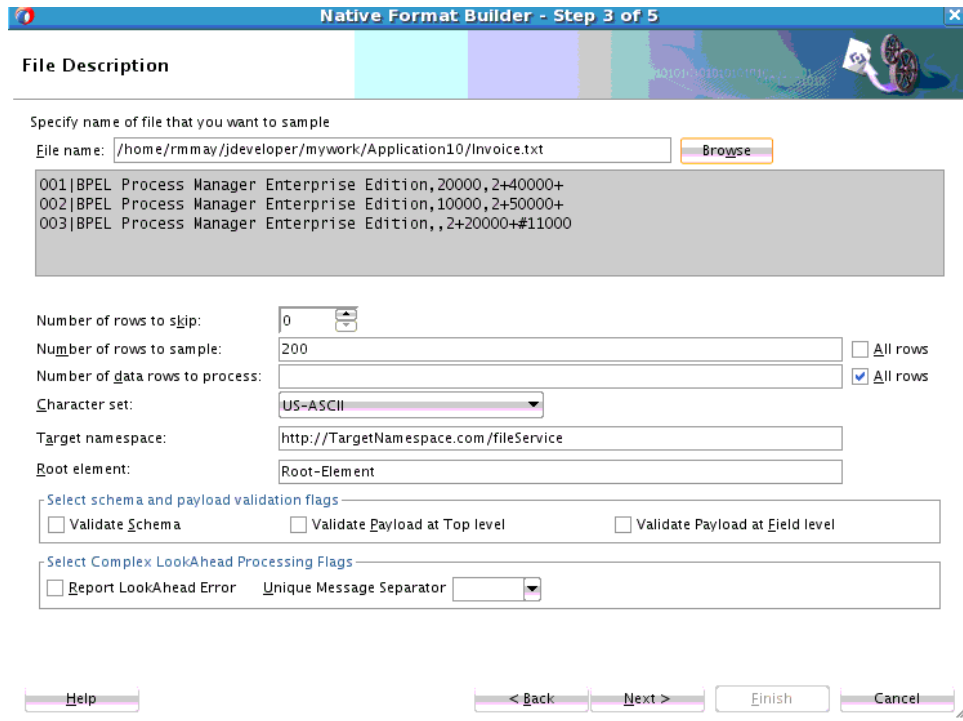 Native Format Builder - Step 3 of 5
File Description
Specify name of file that you want to sample
File name: /home/rmmay/jdeveloper/mywork/Application10/Invoice.txt Browse
001|BPEL Process Manager Enterprise Edition,20000,2+40000+
002|BPEL Process Manager Enterprise Edition,10000,2+50000+
003|BPEL Process Manager Enterprise Edition,,2+20000+#11000
Number of rows to skip: 0
Number of rows to sample: 200 All rows
Number of data rows to process: All rows
Character set: US-ASCII
Target namespace: http://TargetNamespace.com/fileService
Root element: Root-Element
Select schema and payload validation flags
Validate Schema Validate Payload at Top level Validate Payload at Field level
Select Complex LookAhead Processing Flags
Report LookAhead Error Unique Message Separator
Help < Back Next > Finish Cancel